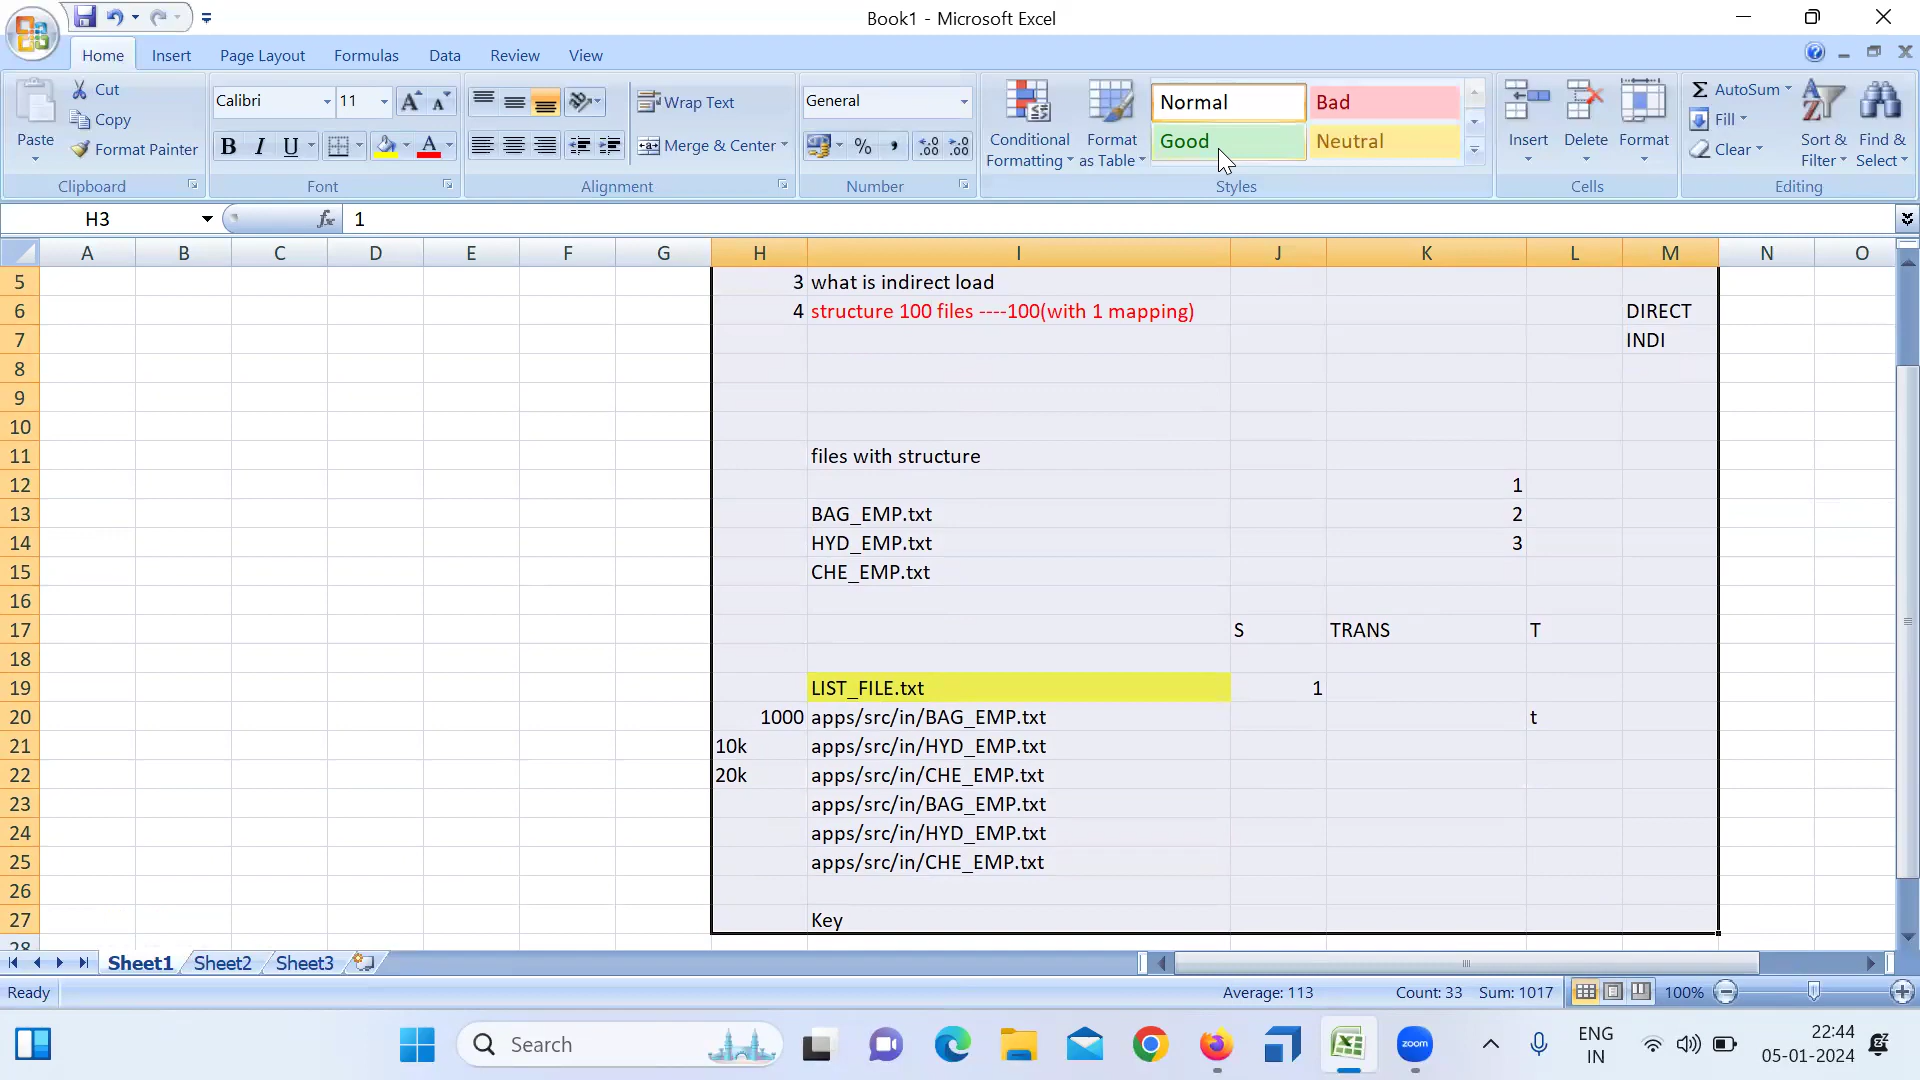 Book1 - Microsoft Excel
Home Insert Page Layout Formulas Data Review View
Paste
Cut
Copy
Format Painter
Clipboard
Calibri 11
B I U
Font
Wrap Text
Merge & Center
Alignment
General
% ,
Number
Conditional Formatting
Format as Table
Normal Bad
Good Neutral
Styles
Insert Delete Format
Cells
AutoSum
Fill
Clear
Sort & Filter
Find & Select
Editing
H3 fx 1
A B C D E F G H I J K L M N O
5 3 what is indirect load
6 4 structure 100 files ----100(with 1 mapping) DIRECT
7 INDI
8
9
10
11 files with structure
12 1
13 BAG_EMP.txt 2
14 HYD_EMP.txt 3
15 CHE_EMP.txt
16
17 S TRANS T
18
19 LIST_FILE.txt 1
20 1000 apps/src/in/BAG_EMP.txt t
21 10k apps/src/in/HYD_EMP.txt
22 20k apps/src/in/CHE_EMP.txt
23 apps/src/in/BAG_EMP.txt
24 apps/src/in/HYD_EMP.txt
25 apps/src/in/CHE_EMP.txt
26
27 Key
28
Sheet1 Sheet2 Sheet3
Ready Average: 113 Count: 33 Sum: 1017 100%
Search
zoom
ENG
IN
22:44
05-01-2024